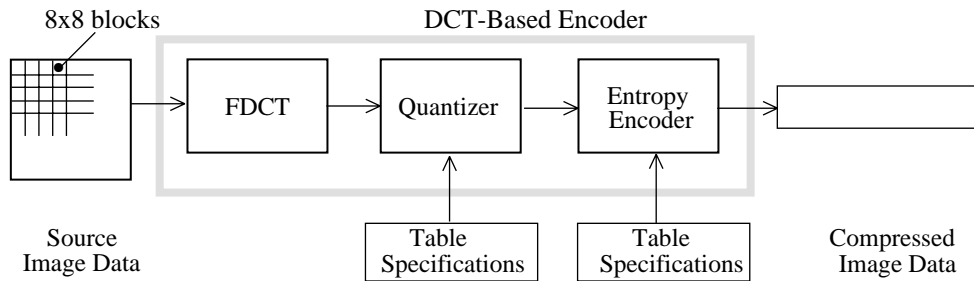 8x8 blocks
DCT-Based Encoder
FDCT
Quantizer
Entropy
Encoder
Source
Image Data
Table
Specifications
Table
Specifications
Compressed
Image Data